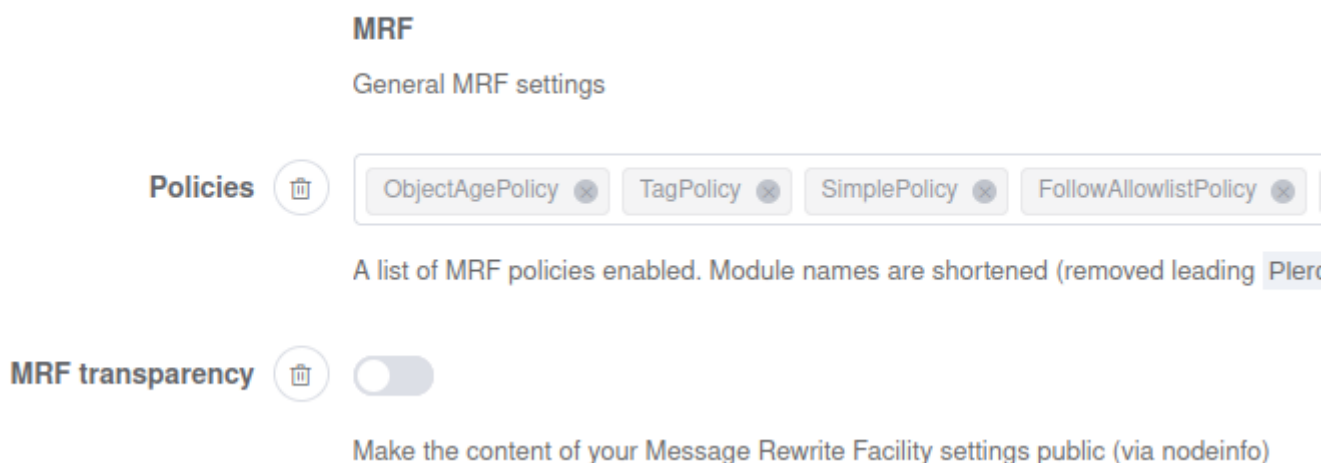 MRF
General MRF settings
Policies ObjectAgePolicy TagPolicy SimplePolicy FollowAllowlistPolicy
A list of MRF policies enabled. Module names are shortened (removed leading
MRF transparency
Make the content of your Message Rewrite Facility settings public (via nodeinfo)